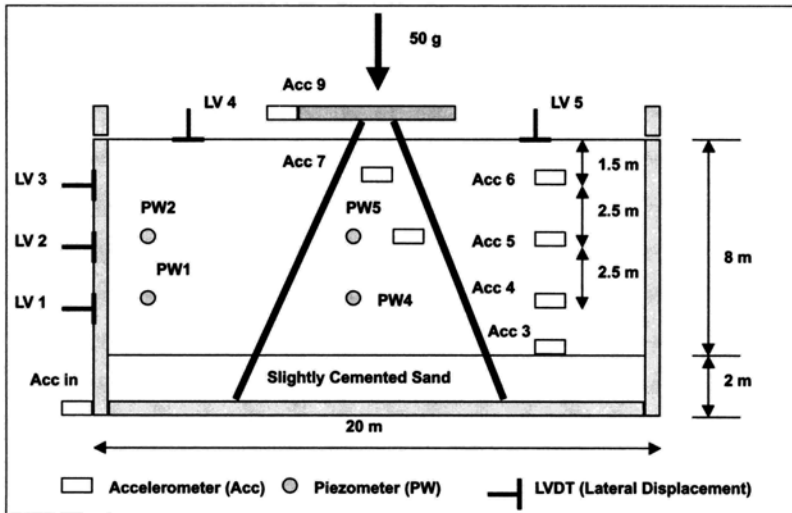 50 g
Acc 9
LV 4
LV 5
Acc 7
1.5 m
LV 3
Acc 6
PW2
PW5
2.5 m
LV 2
Acc 5
8 m
PW1
2.5 m
LV 1
PW4
Acc 4
Acc 3
Acc in
Slightly Cemented Sand
2 m
20 m
Accelerometer (Acc)
Piezometer (PW)
LVDT (Lateral Displacement)